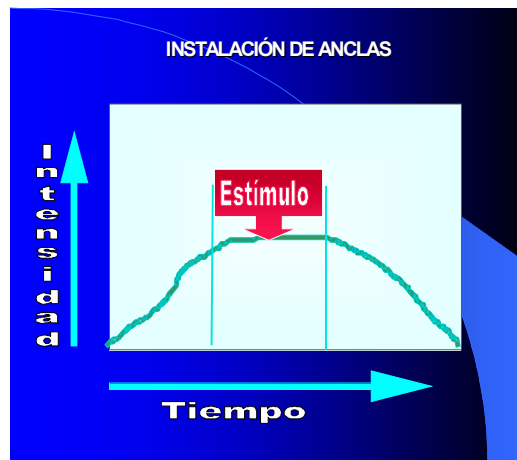 INSTALACIÓN DE ANCLAS
Intensidad
Estímulo
Tiempo